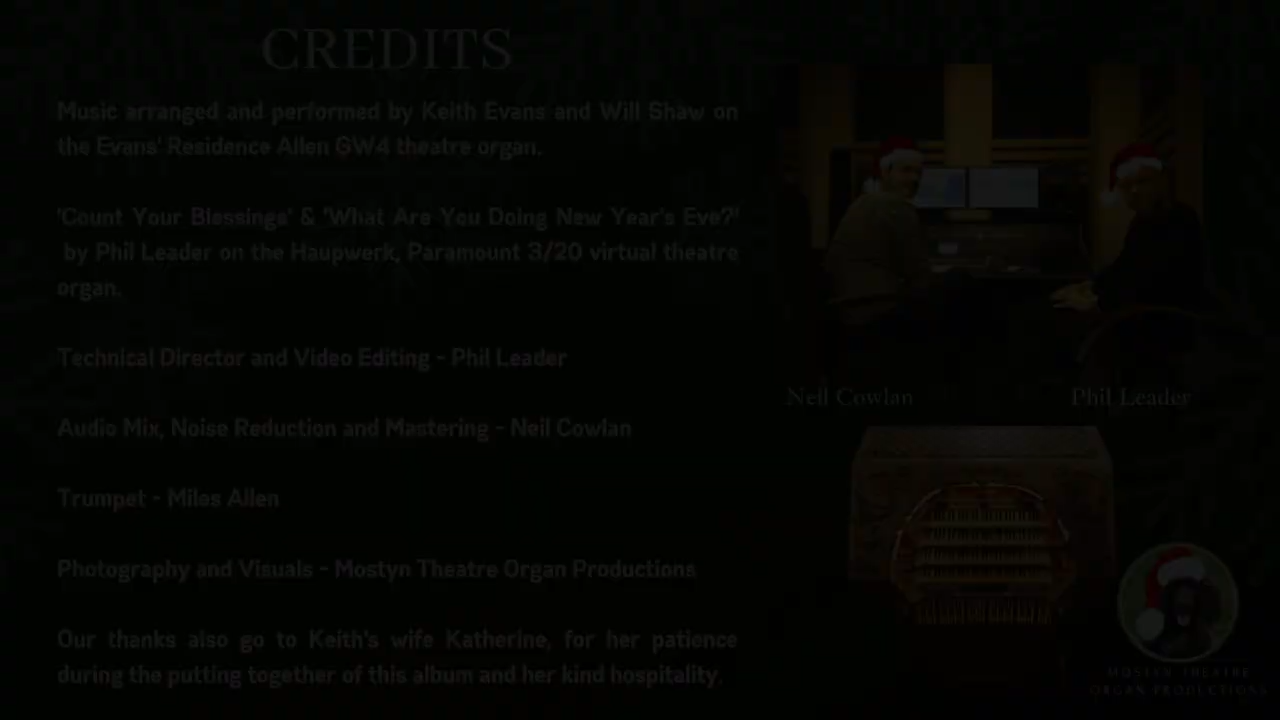 CREDITS
Music arranged and performed by Keith Evans and Will Shaw on
the Evans' Residence Allen GW4 theatre organ.
'Count Your Blessings' & 'What Are You Doing New Year's Eve?'
by Phil Leader on the Haupwerk, Paramount 3/20 virtual theatre
organ.
Technical Director and Video Editing - Phil Leader
Audio Mix, Noise Reduction and Mastering - Neil Cowlan
Trumpet - Miles Allen
Photography and Visuals - Mostyn Theatre Organ Productions
Our thanks also go to Keith's wife Katherine, for her patience
during the putting together of this album and her kind hospitality.
Neil Cowlan
Phil Leader
MOSTYN THEATRE
ORGAN PRODUCTIONS